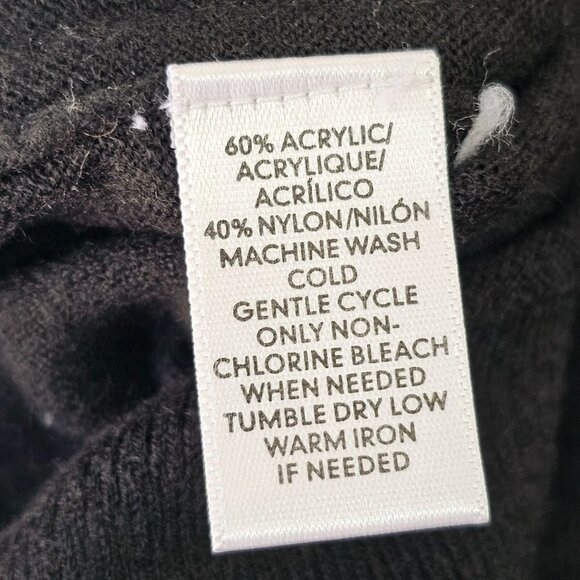 60% ACRYLIC/
ACRYLIQUE/
ACRÍLICO
40% NYLON/NILÓN
MACHINE WASH
COLD
GENTLE CYCLE
ONLY NON-
CHLORINE BLEACH
WHEN NEEDED
TUMBLE DRY LOW
WARM IRON
IF NEEDED